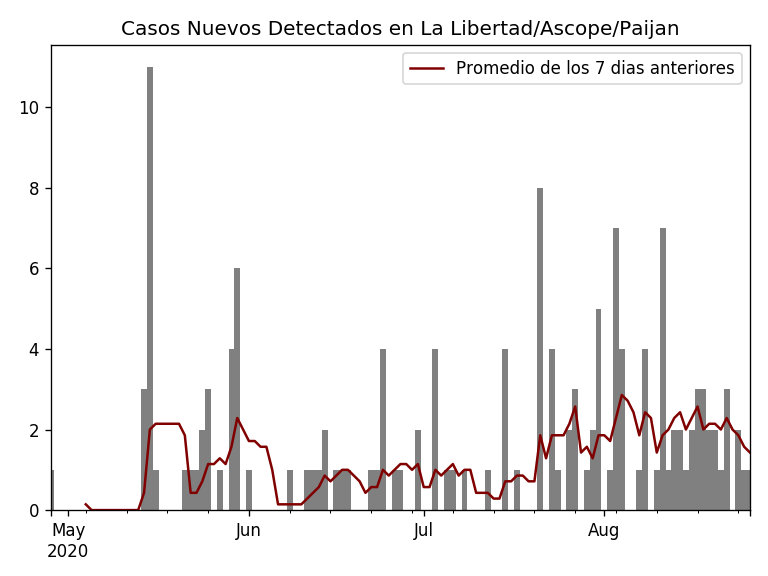 Casos Nuevos Detectados en La Libertad/Ascope/Paijan
Promedio de los 7 dias anteriores
10
8
6
4
2
0
May Jun Jul Aug
2020